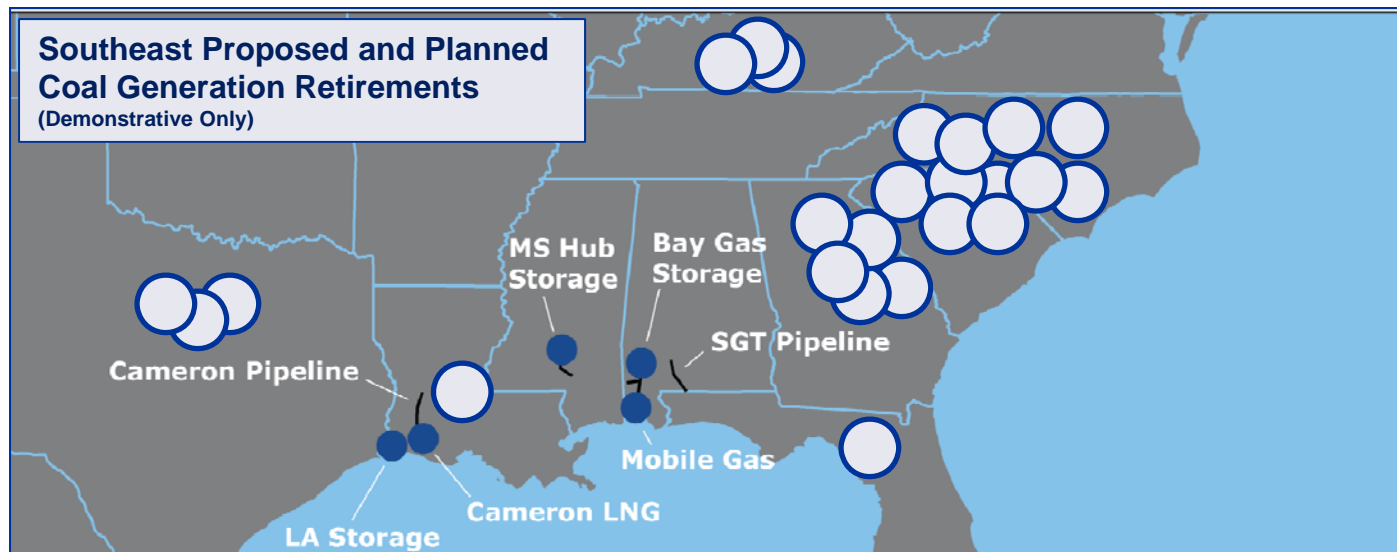 Southeast Proposed and Planned
Coal Generation Retirements
(Demonstrative Only)
MS Hub
Storage
Bay Gas
Storage
SGT Pipeline
Cameron Pipeline
Mobile Gas
Cameron LNG
LA Storage